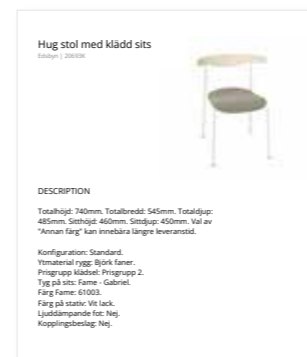 Hug stol med klädd sits
Edsbyn | 206936
DESCRIPTION
Totalhöjd: 740mm. Totalbredd: 545mm. Totaldjup:
485mm. Sitthöjd: 460mm. Sittdjup: 450mm. Val av
"Annan färg" kan innebära längre leveranstid.
Konfiguration: Standard.
Ytmaterial rygg: Björk faner.
Prisgrupp klädsel: Prisgrupp 2.
Tyg på sits: Fame - Gabriel.
Färg Fame: 61003.
Färg på stativ: Vit lack.
Ljuddämpande fot: Nej.
Kopplingsbeslag: Nej.